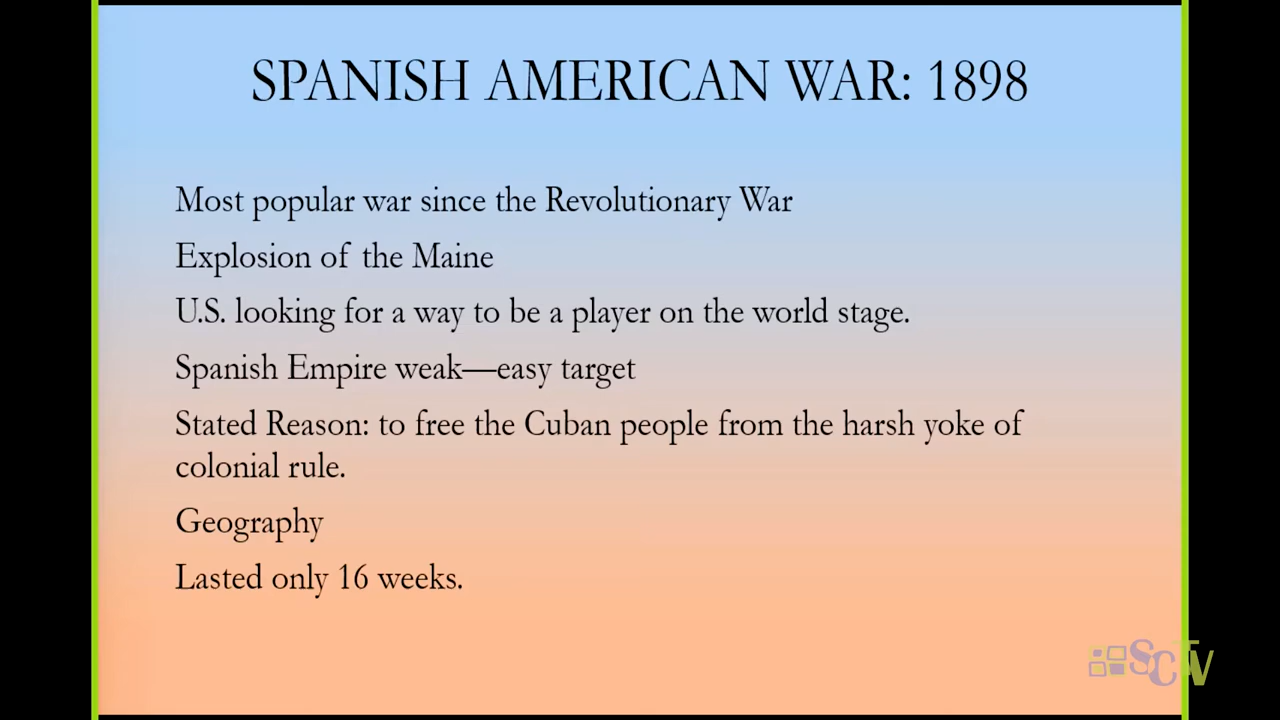 SPANISH AMERICAN WAR: 1898
Most popular war since the Revolutionary War
Explosion of the Maine
U.S. looking for a way to be a player on the world stage.
Spanish Empire weak—easy target
Stated Reason: to free the Cuban people from the harsh yoke of
colonial rule.
Geography
Lasted only 16 weeks.
SCTV